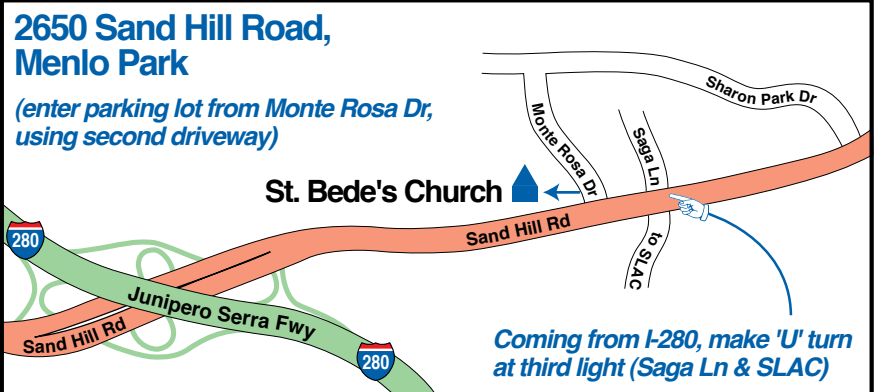 2650 Sand Hill Road,
Menlo Park
(enter parking lot from Monte Rosa Dr,
using second driveway)
Sharon Park Dr
Monte Rosa Dr
Saga Ln
St. Bede's Church
Sand Hill Rd
to SLAC
280
Junipero Serra Fwy
Sand Hill Rd
280
Coming from I-280, make 'U' turn
at third light (Saga Ln & SLAC)